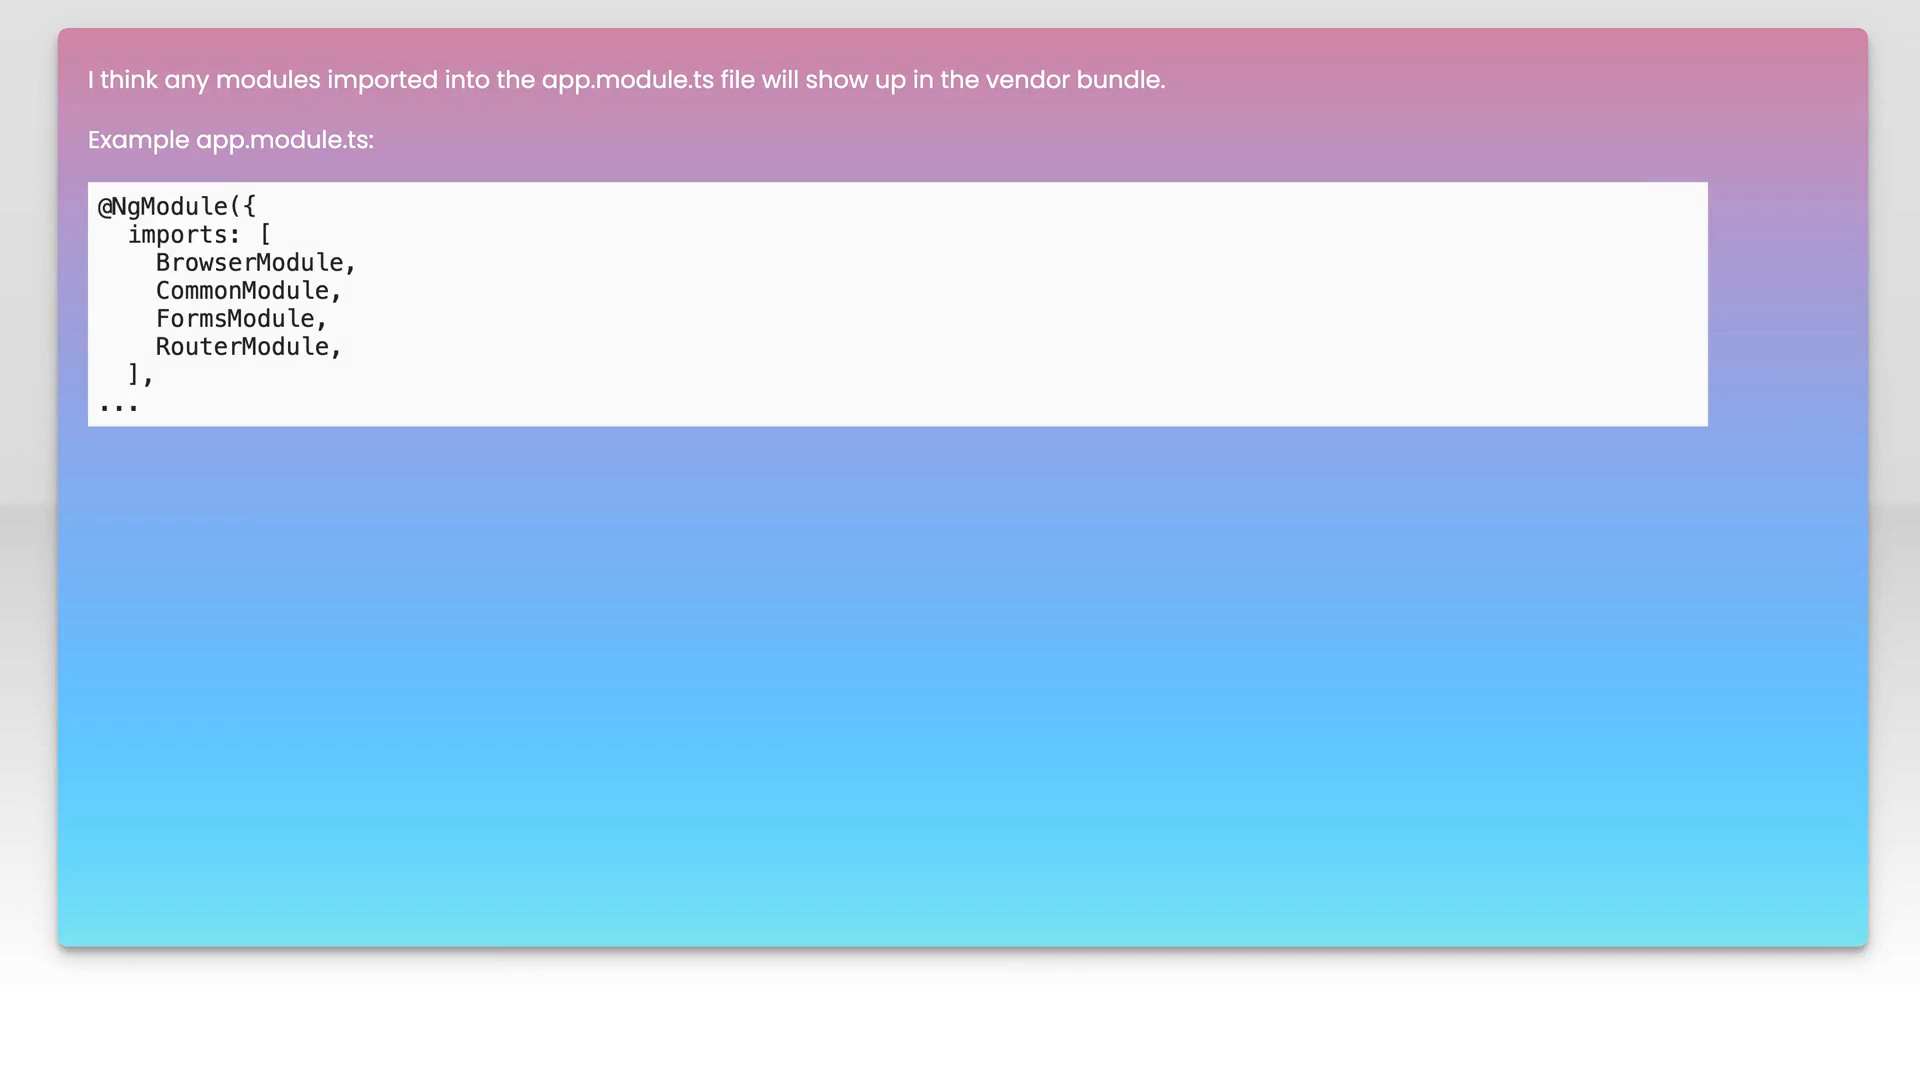 I think any modules imported into the app.module.ts file will show up in the vendor bundle.
Example app.module.ts:
@NgModule({
  imports: [
    BrowserModule,
    CommonModule,
    FormsModule,
    RouterModule,
  ],
...